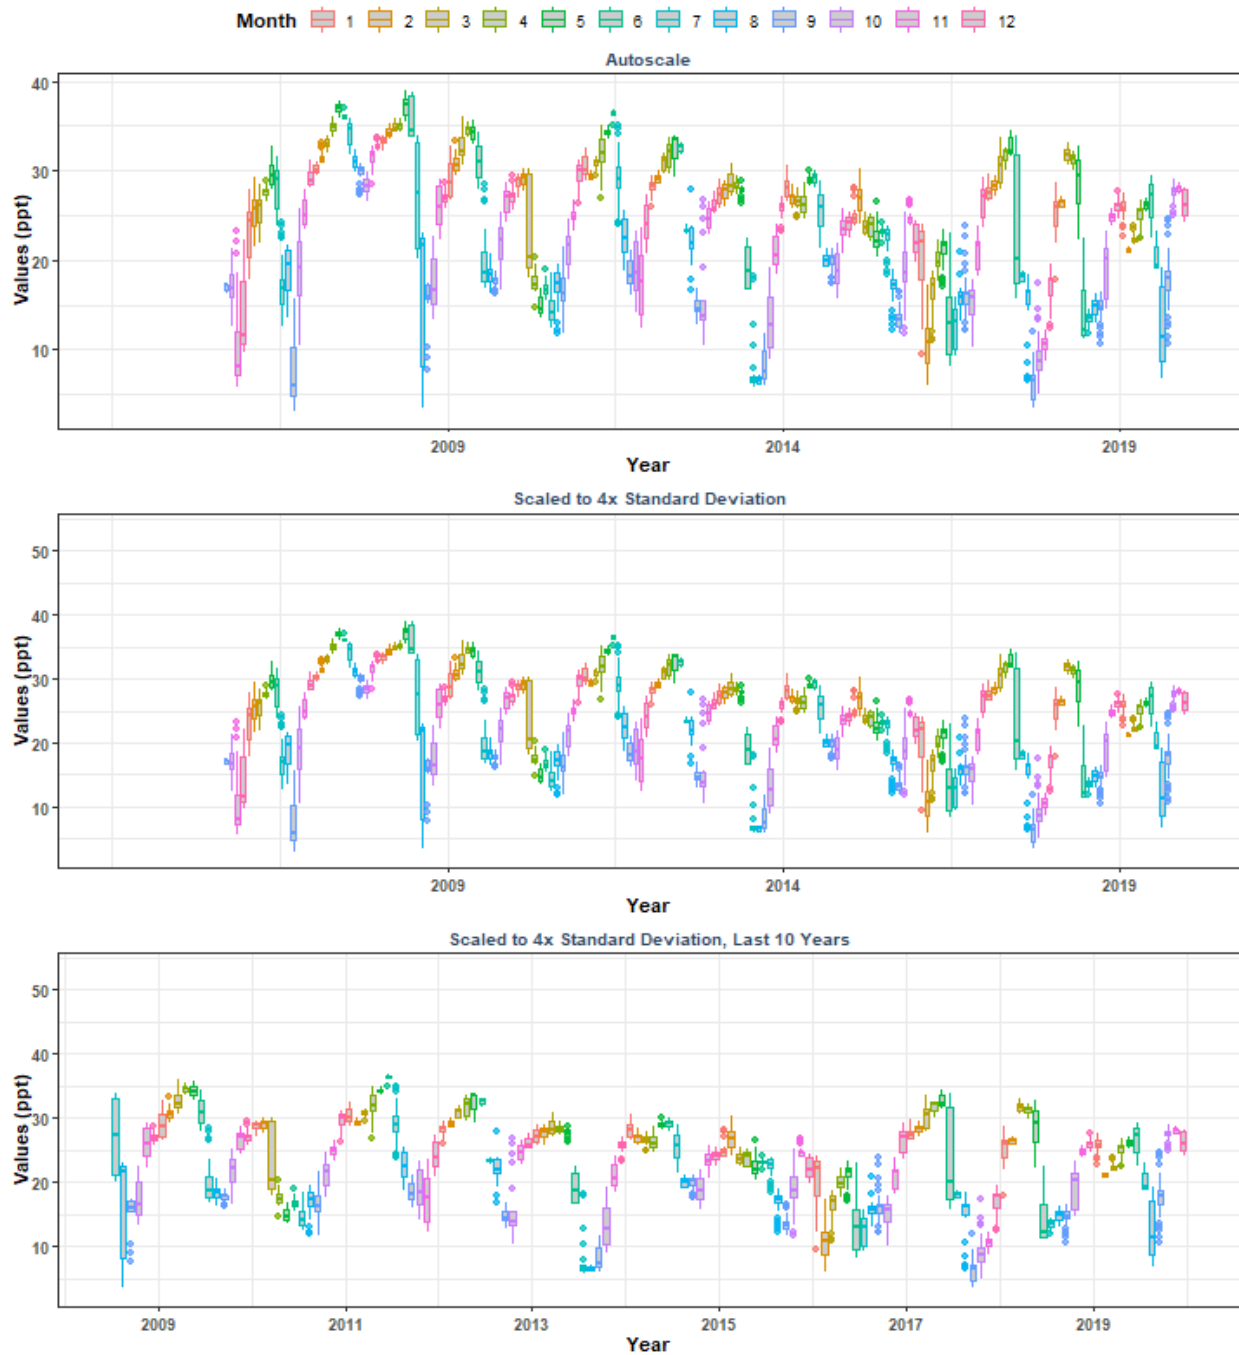 Month 1 2 3 4 5 6 7 8 9 10 11 12
Autoscale
Values (ppt)
40
30
20
10
2009 2014 2019
Year
Scaled to 4x Standard Deviation
Values (ppt)
50
40
30
20
10
2009 2014 2019
Year
Scaled to 4x Standard Deviation, Last 10 Years
Values (ppt)
50
40
30
20
10
2009 2011 2013 2015 2017 2019
Year